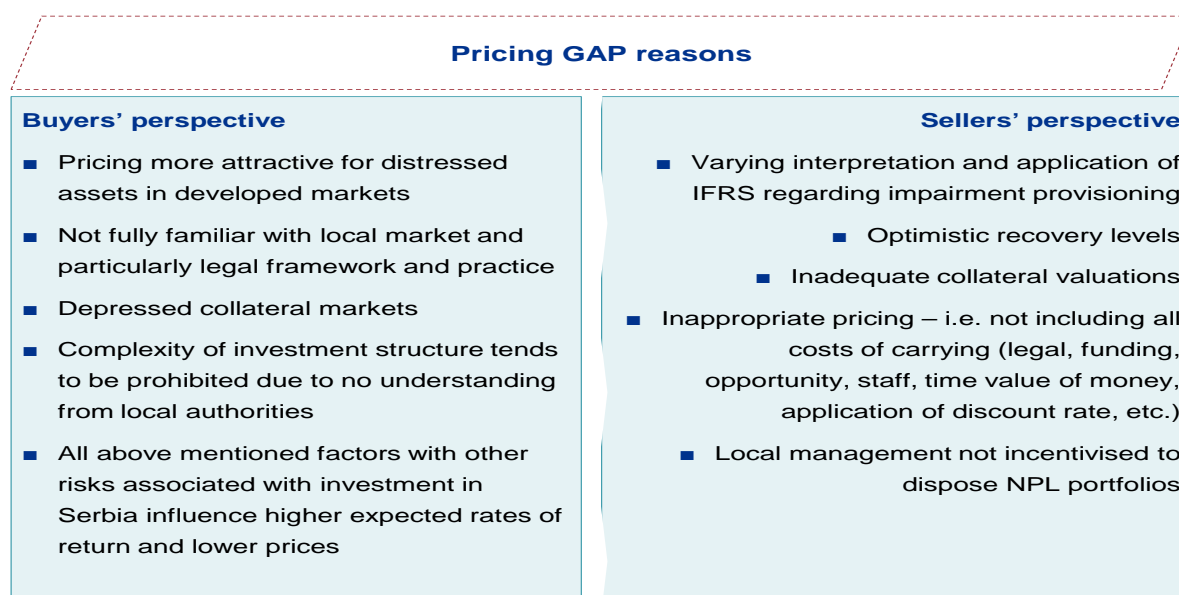 Pricing GAP reasons
Buyers’ perspective
■ Pricing more attractive for distressed
assets in developed markets
■ Not fully familiar with local market and
particularly legal framework and practice
■ Depressed collateral markets
■ Complexity of investment structure tends
to be prohibited due to no understanding
from local authorities
■ All above mentioned factors with other
risks associated with investment in
Serbia influence higher expected rates of
return and lower prices
Sellers’ perspective
■ Varying interpretation and application of
IFRS regarding impairment provisioning
■ Optimistic recovery levels
■ Inadequate collateral valuations
■ Inappropriate pricing – i.e. not including all
costs of carrying (legal, funding,
opportunity, staff, time value of money,
application of discount rate, etc.)
■ Local management not incentivised to
dispose NPL portfolios